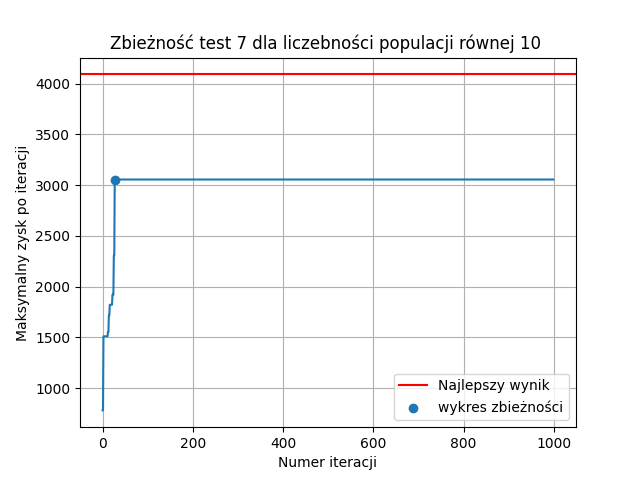 Zbieżność test 7 dla liczebności populacji równej 10
Maksymalny zysk po iteracji
4000
3500
3000
2500
2000
1500
1000
Najlepszy wynik
wykres zbieżności
0
200
400
600
800
1000
Numer iteracji